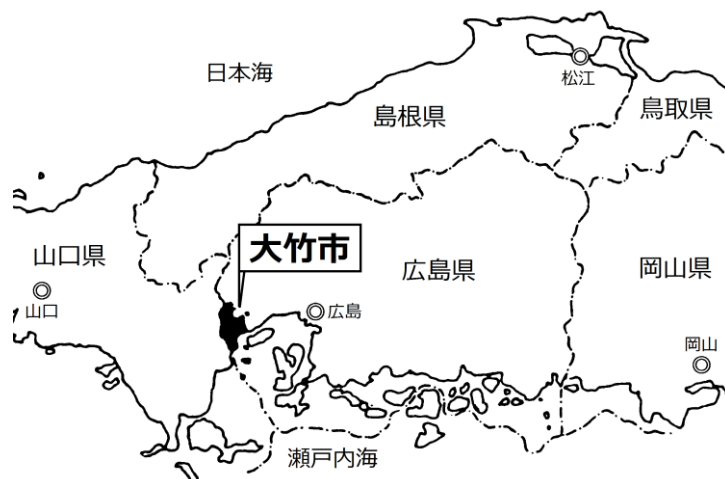 日本海
松江
島根県
鳥取県
大竹市
山口県
広島県
岡山県
山口
広島
岡山
瀬戸内海